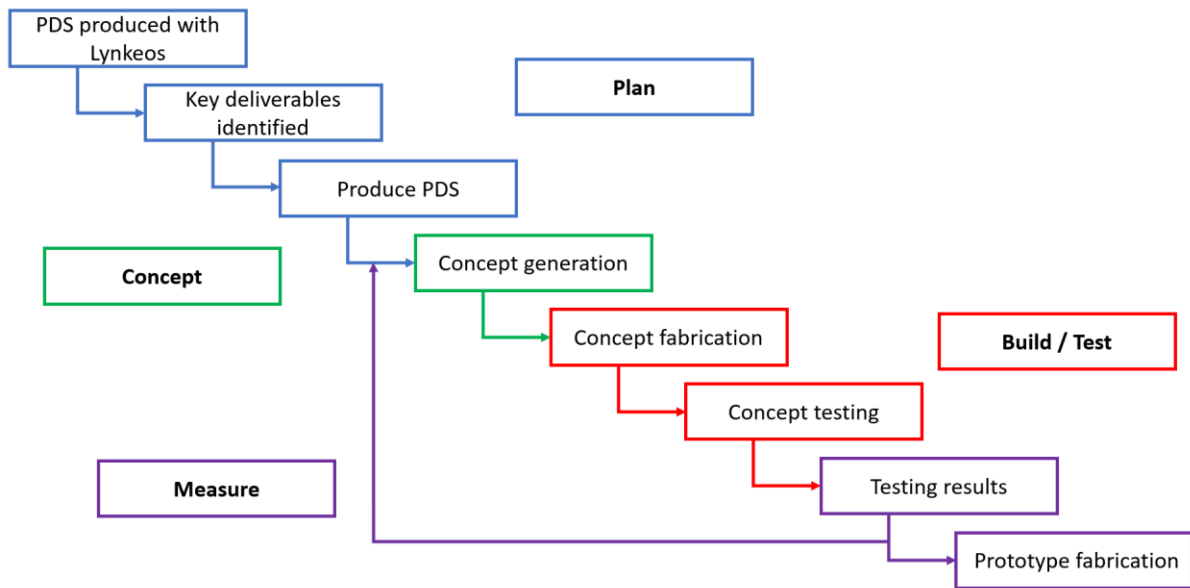 PDS produced with
Lynkeos
Plan
Key deliverables
identified
Produce PDS
Concept
Concept generation
Concept fabrication
Build / Test
Concept testing
Measure
Testing results
Prototype fabrication